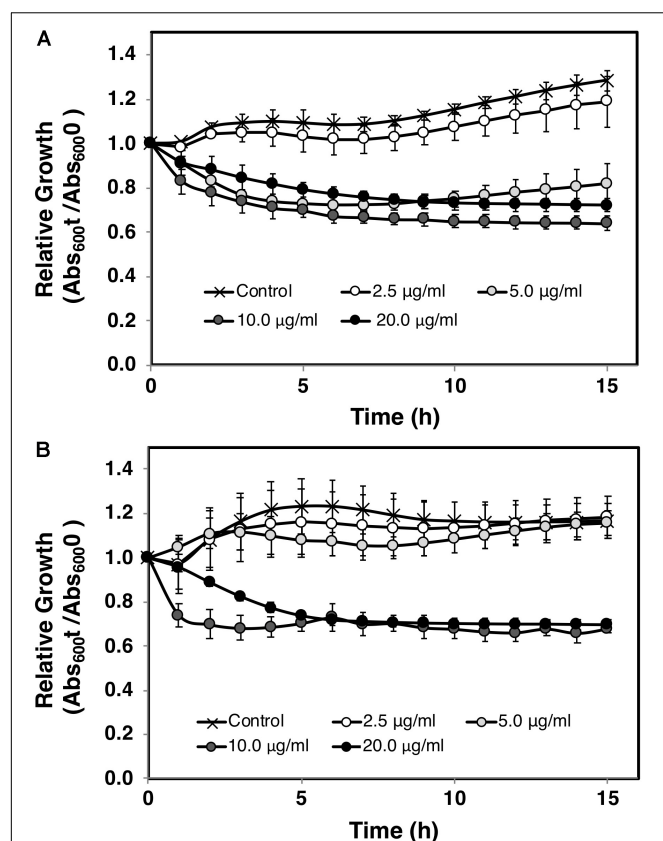 A
1.4
1.2
1.0
0.8
0.6
0.4
0.2
0.0
Relative Growth
(Abs₆₀₀t /Abs₆₀₀0)
Control 2.5 µg/ml 5.0 µg/ml
10.0 µg/ml 20.0 µg/ml
0 5 10 15
Time (h)
B
1.4
1.2
1.0
0.8
0.6
0.4
0.2
0.0
Relative Growth
(Abs₆₀₀t /Abs₆₀₀0)
Control 2.5 µg/ml 5.0 µg/ml
10.0 µg/ml 20.0 µg/ml
0 5 10 15
Time (h)